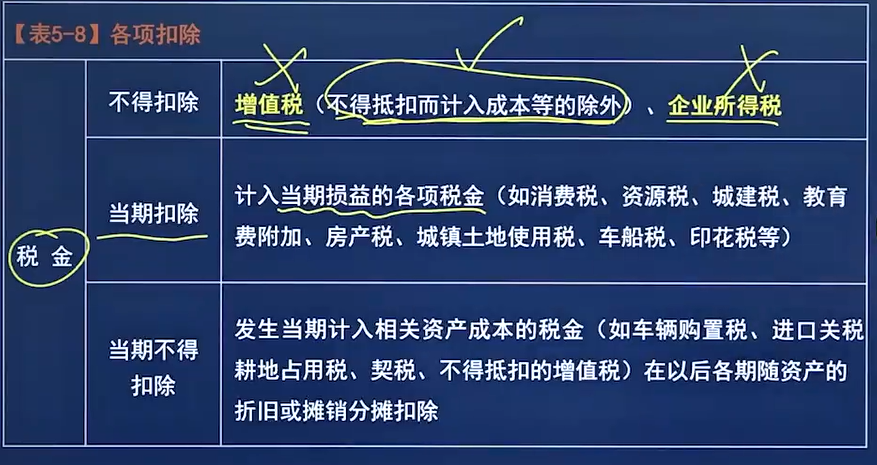 【表5-8】各项扣除
税 金
不得扣除
增值税（不得抵扣而计入成本等的除外）、企业所得税
当期扣除
计入当期损益的各项税金（如消费税、资源税、城建税、教育
费附加、房产税、城镇土地使用税、车船税、印花税等）
当期不得
扣除
发生当期计入相关资产成本的税金（如车辆购置税、进口关税
耕地占用税、契税、不得抵扣的增值税）在以后各期随资产的
折旧或摊销分摊扣除